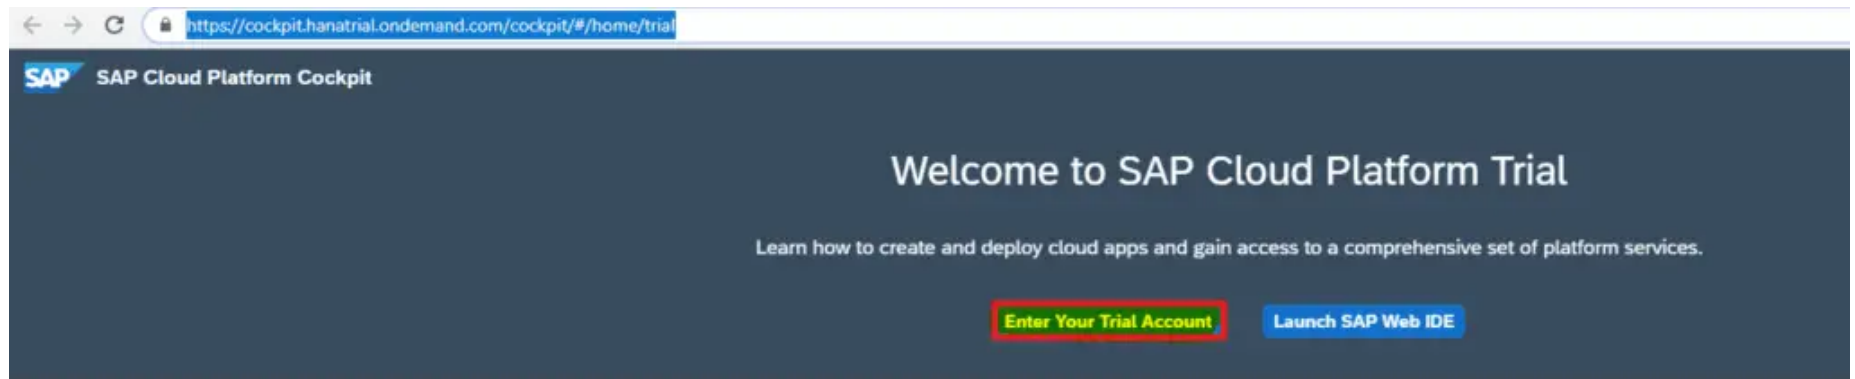 https://cockpit.hanatrial.ondemand.com/cockpit/#/home/trial
SAP SAP Cloud Platform Cockpit
Welcome to SAP Cloud Platform Trial
Learn how to create and deploy cloud apps and gain access to a comprehensive set of platform services.
Enter Your Trial Account Launch SAP Web IDE